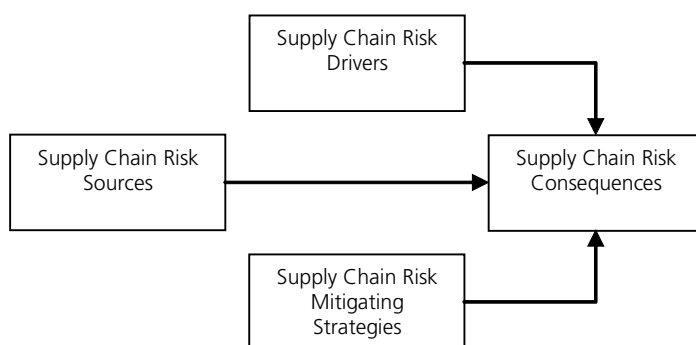 Supply Chain Risk
Drivers
Supply Chain Risk
Sources
Supply Chain Risk
Consequences
Supply Chain Risk
Mitigating
Strategies